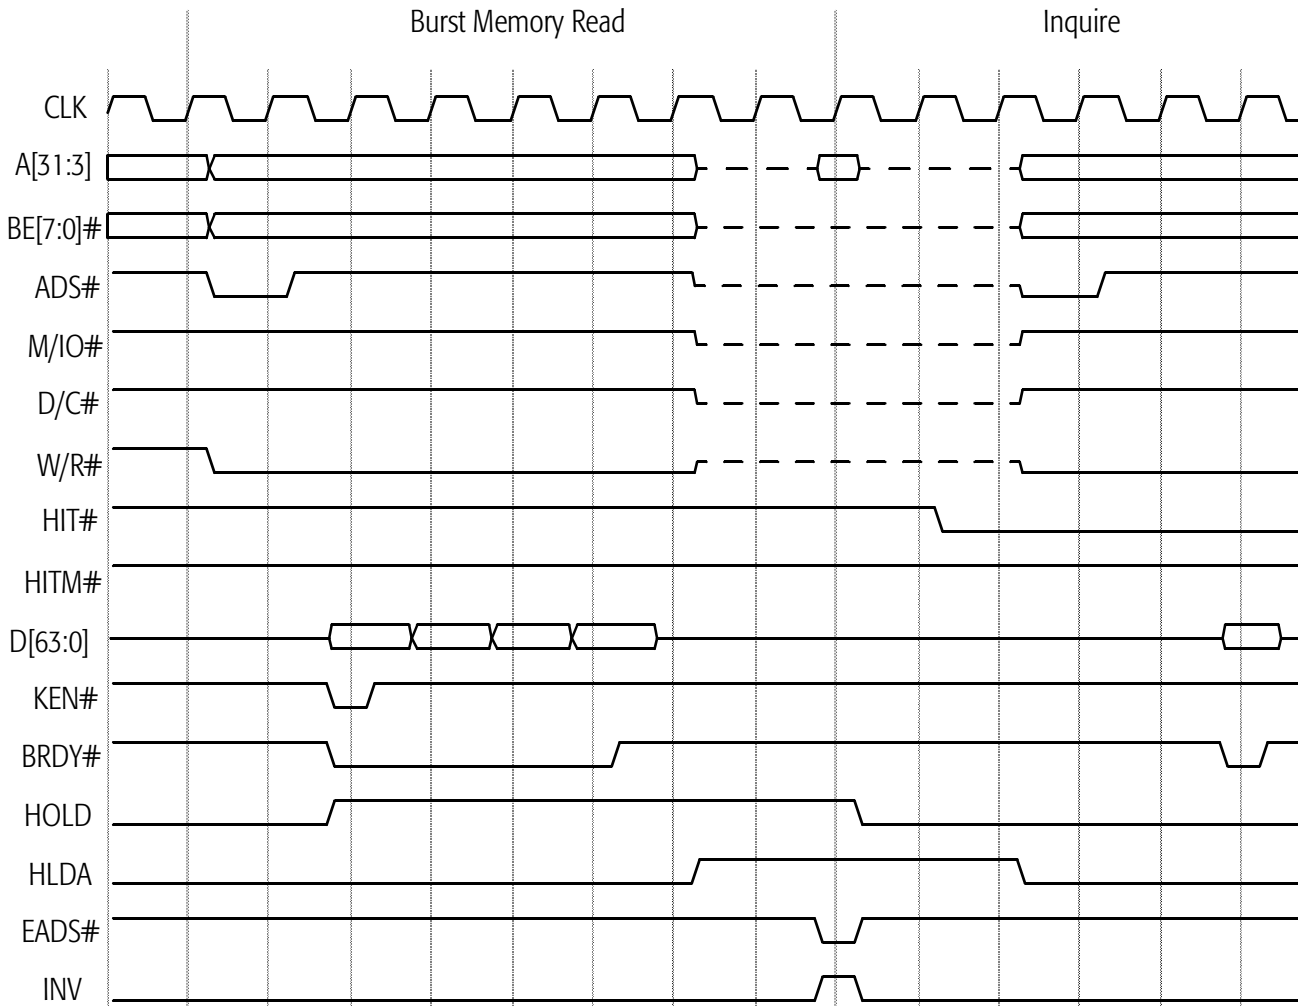 Burst Memory Read Inquire
CLK
A[31:3]
BE[7:0]#
ADS#
M/IO#
D/C#
W/R#
HIT#
HITM#
D[63:0]
KEN#
BRDY#
HOLD
HLDA
EADS#
INV